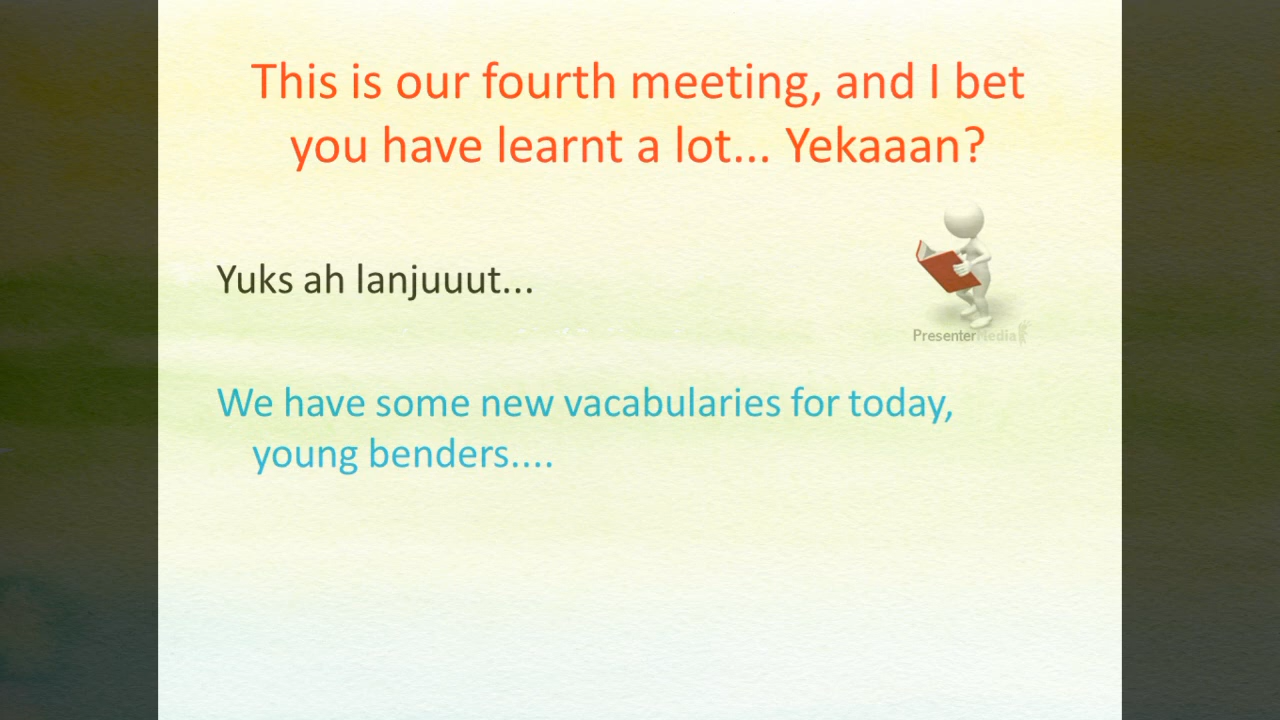 This is our fourth meeting, and I bet
you have learnt a lot... Yekaaan?
Yuks ah lanjuuut...
PresenterMedia
We have some new vacabularies for today,
young benders....